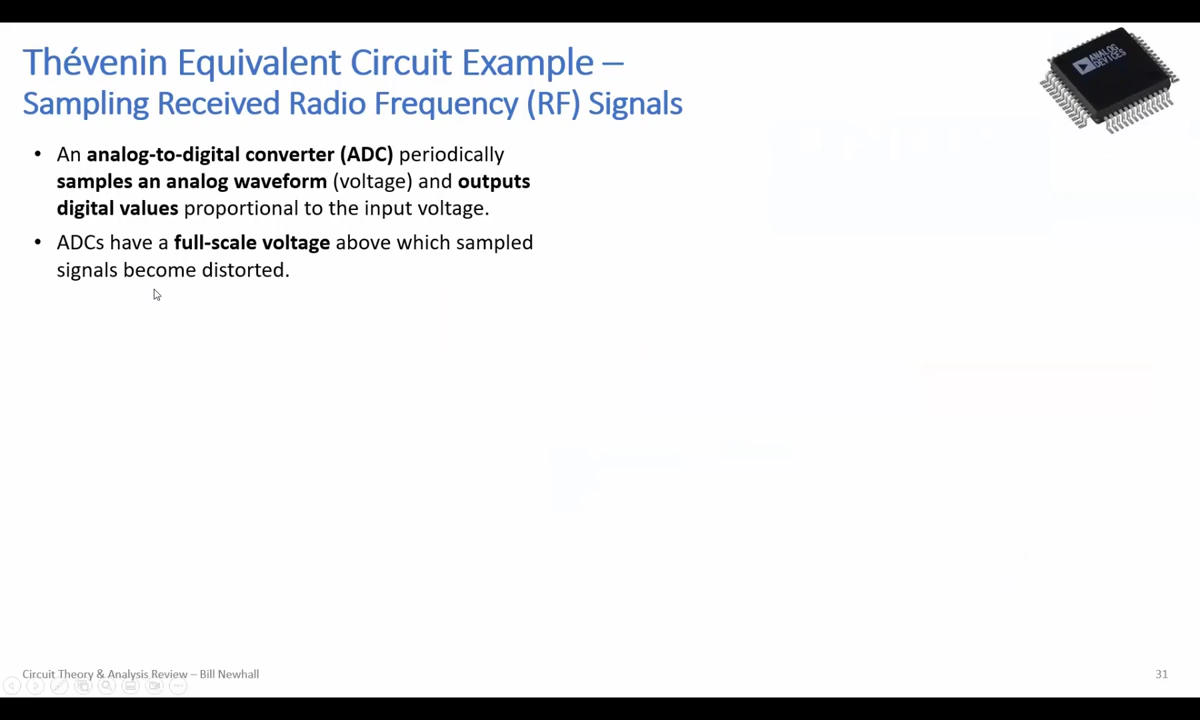 Thévenin Equivalent Circuit Example –
Sampling Received Radio Frequency (RF) Signals
ANALOG
DEVICES
• An analog-to-digital converter (ADC) periodically
samples an analog waveform (voltage) and outputs
digital values proportional to the input voltage.
• ADCs have a full-scale voltage above which sampled
signals become distorted.
Circuit Theory & Analysis Review – Bill Newhall
31